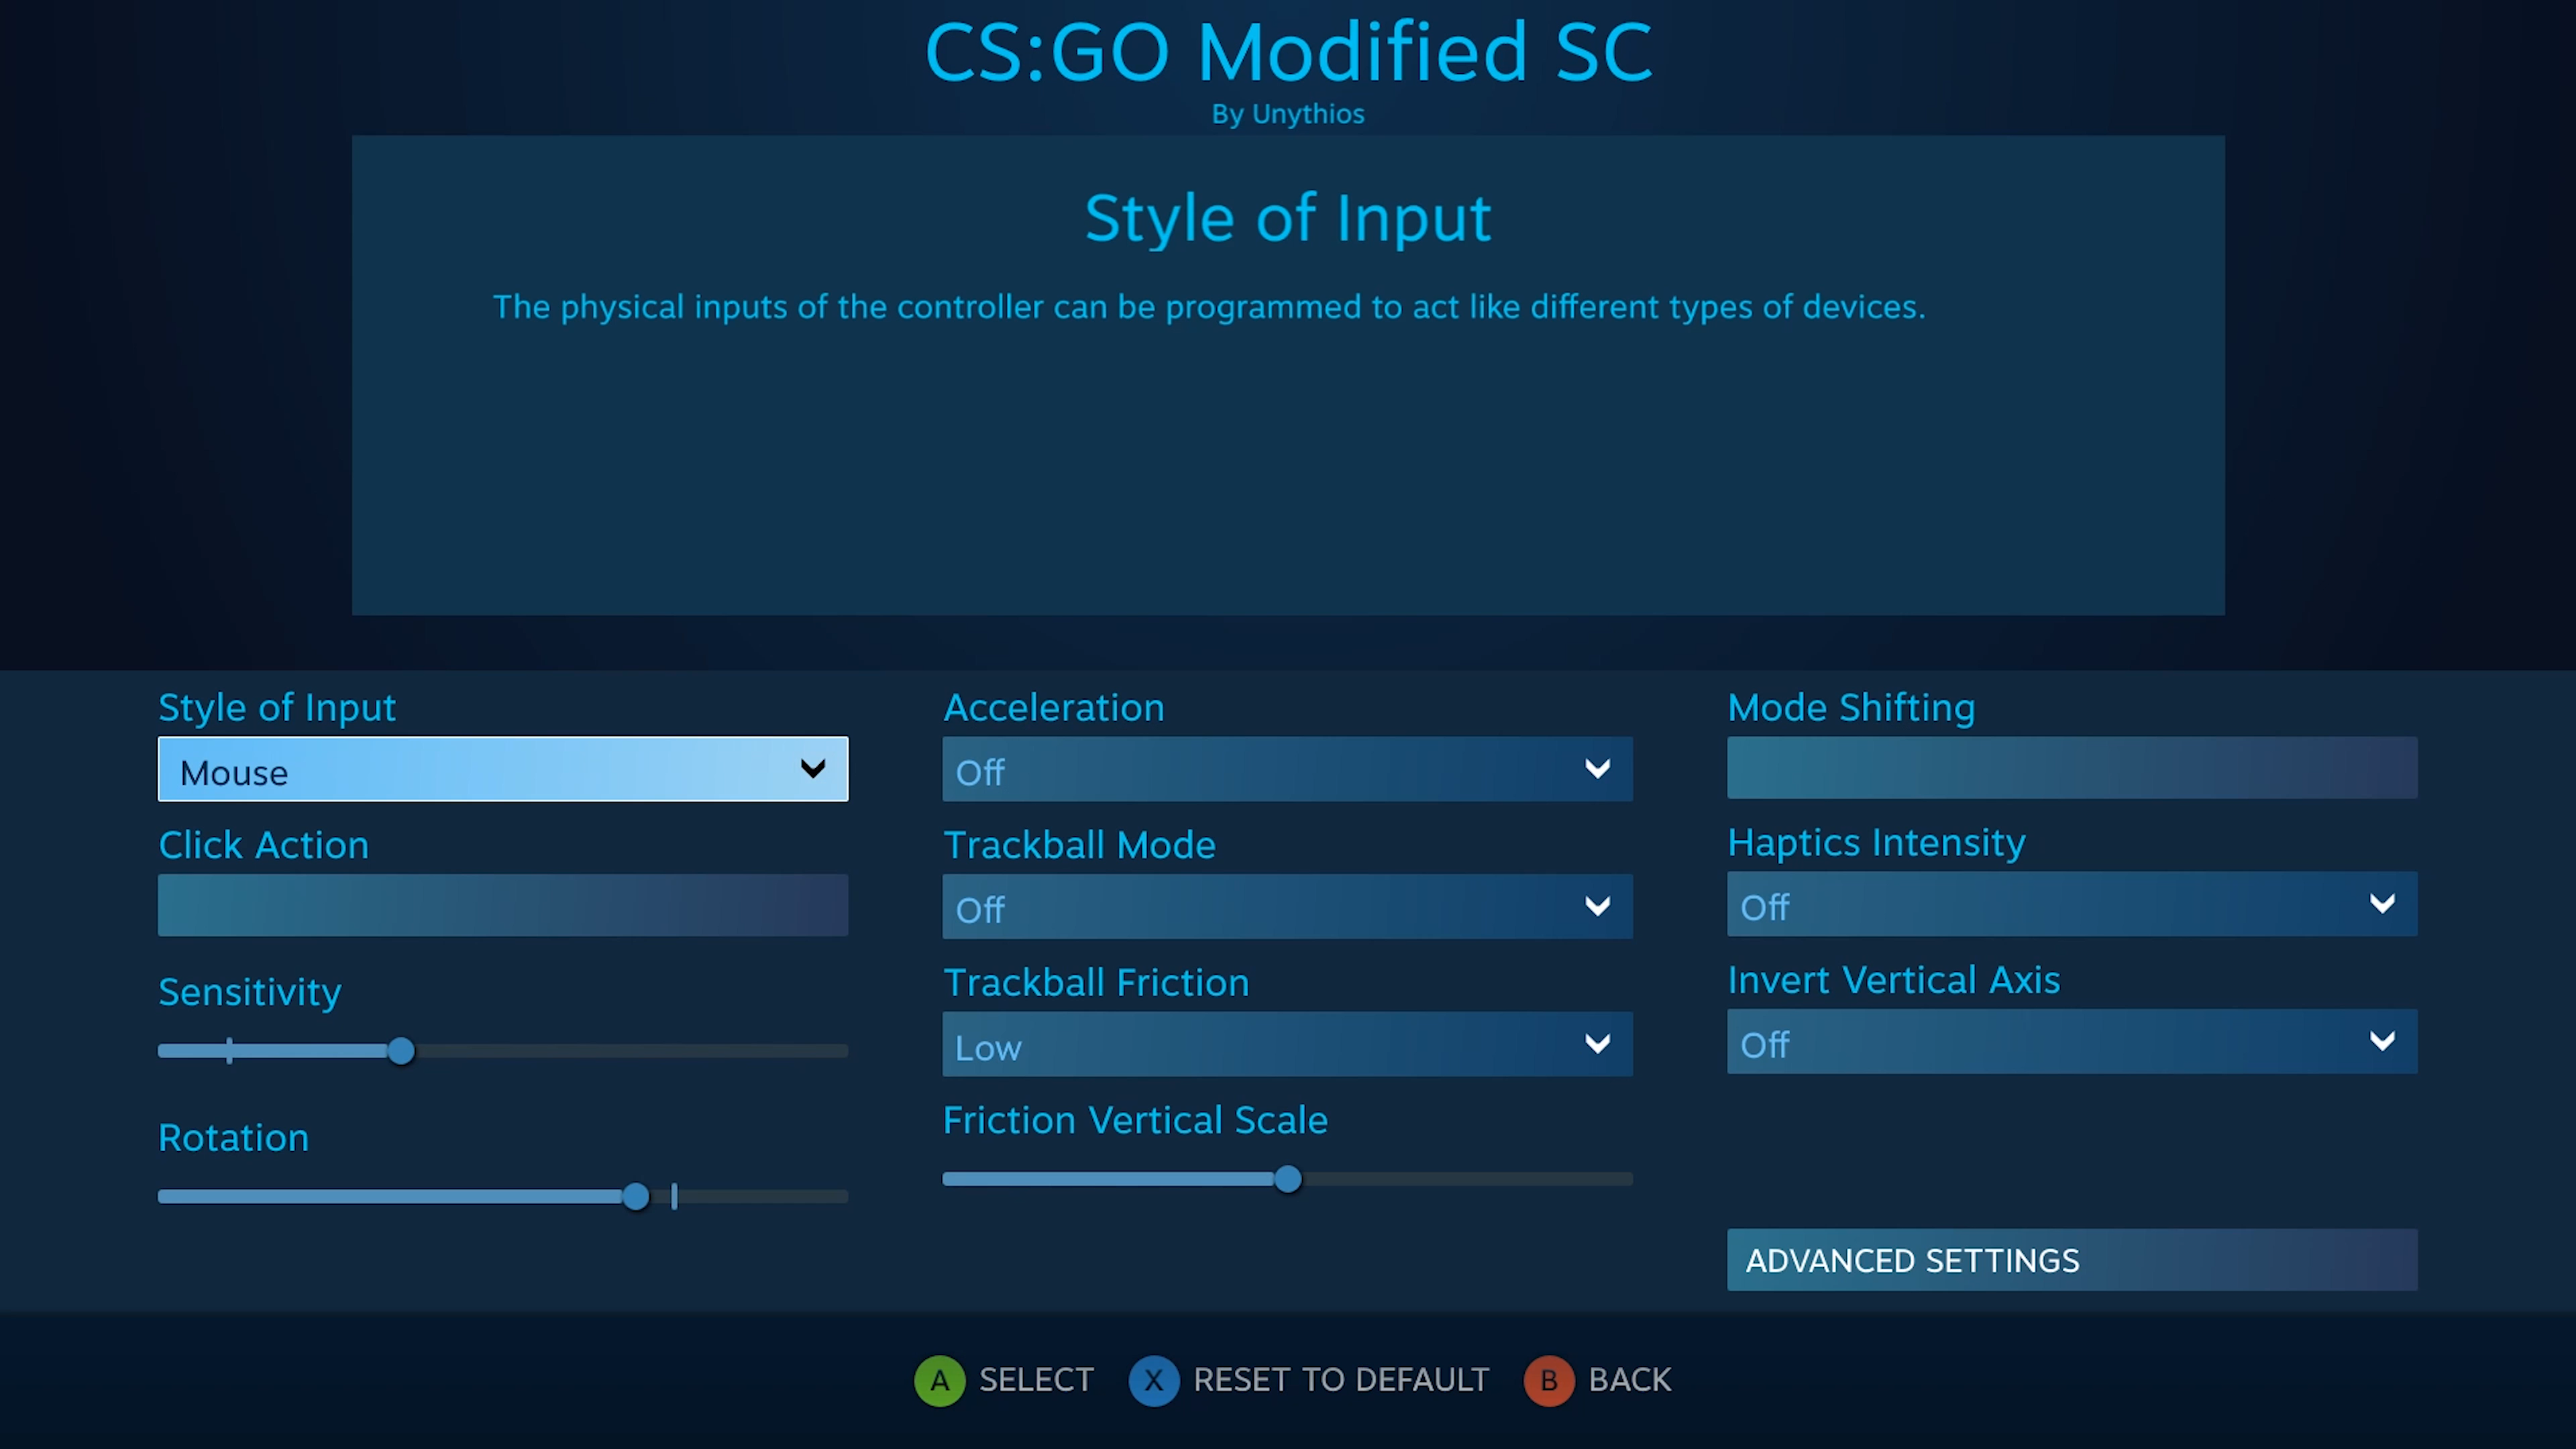 CS:GO Modified SC
By Unythios
Style of Input
The physical inputs of the controller can be programmed to act like different types of devices.
Style of Input
Mouse
Click Action
Sensitivity
Rotation
Acceleration
Off
Trackball Mode
Off
Trackball Friction
Low
Friction Vertical Scale
Mode Shifting
Haptics Intensity
Off
Invert Vertical Axis
Off
ADVANCED SETTINGS
A SELECT X RESET TO DEFAULT B BACK